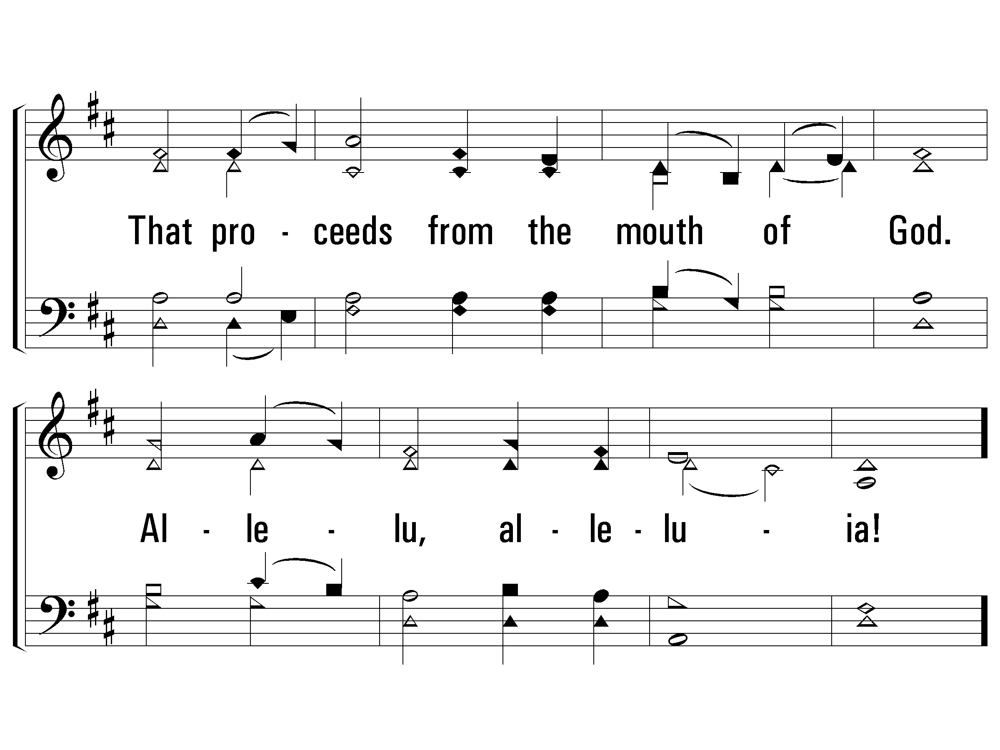 That pro - ceeds from the mouth of God.
Al - le - lu, al - le - lu - ia!